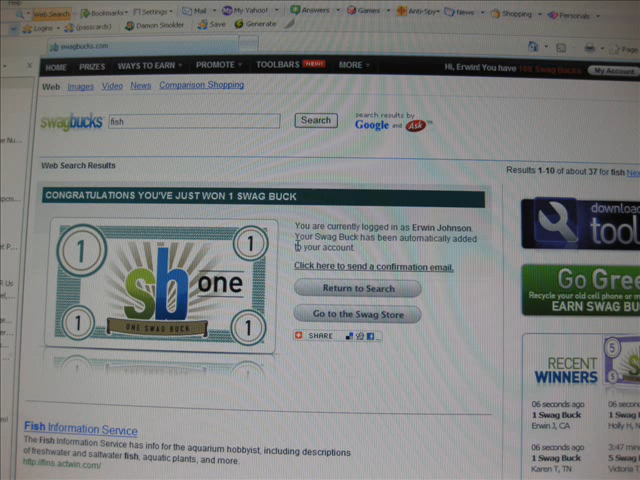 Help
Web Search Bookmarks Settings Mail My Yahoo! Answers Games Anti-Spy News Shopping Personals
Logins (passcards) Damon Smolder Save Generate
swagbucks.com
Page
HOME PRIZES WAYS TO EARN PROMOTE TOOLBARS NEW! MORE Hi, Erwin! You have 108 Swag Bucks My Account
Web Images Video News Comparison Shopping
swagbucks fish Search search results by Google and Ask
Web Search Results Results 1-10 of about 37 for fish
CONGRATULATIONS YOU'VE JUST WON 1 SWAG BUCK
You are currently logged in as Erwin Johnson.
Your Swag Buck has been automatically added
to your account.
Click here to send a confirmation email.
Return to Search
Go to the Swag Store
SHARE
1 1
sb one
ONE SWAG BUCK
1 1
download
tool
Go Gree
Recycle your old cell phone or m
EARN SWAG BU
RECENT
WINNERS
5
5
06 seconds ago
1 Swag Buck
Erwin J, CA
06 secon
1 Swag
Holly H, N
06 seconds ago
1 Swag Buck
Karen T, TN
3:47 min
5 Swag
Victoria T
Fish Information Service
The Fish Information Service has info for the aquarium hobbyist, including descriptions
of freshwater and saltwater fish, aquatic plants, and more.
http://fins.actwin.com/